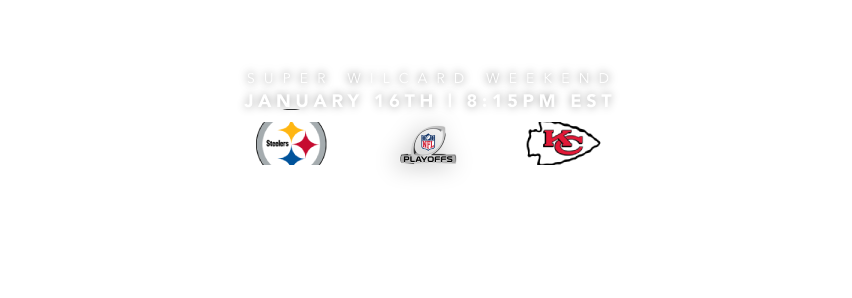 SUPER WILCARD WEEKEND
JANUARY 16TH | 8:15PM EST
Steelers
NFL
KC
PLAYOFFS